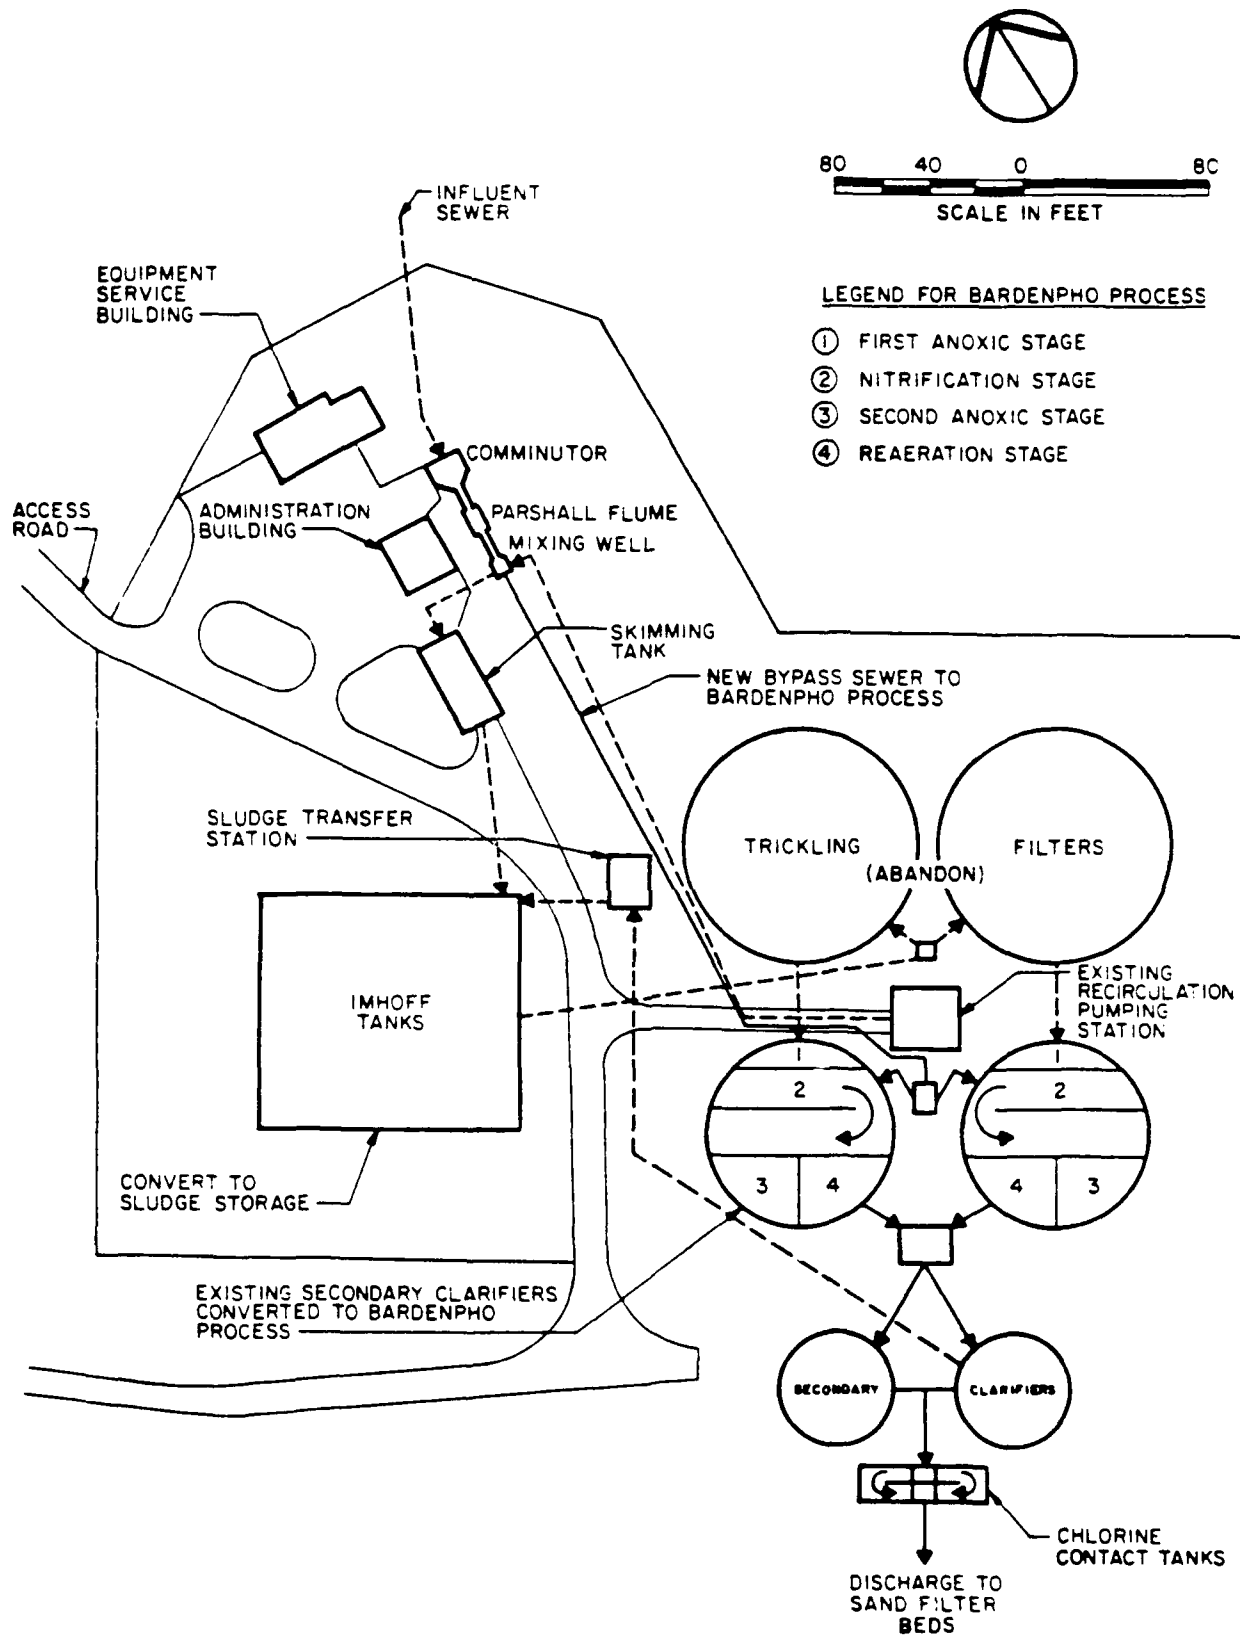 80 40 0 80
SCALE IN FEET
INFLUENT
SEWER
EQUIPMENT
SERVICE
BUILDING
LEGEND FOR BARDENPHO PROCESS
1 FIRST ANOXIC STAGE
2 NITRIFICATION STAGE
3 SECOND ANOXIC STAGE
4 REAERATION STAGE
COMMINUTOR
ACCESS
ROAD
ADMINISTRATION
BUILDING
PARSHALL FLUME
MIXING WELL
SKIMMING
TANK
NEW BYPASS SEWER TO
BARDENPHO PROCESS
SLUDGE TRANSFER
STATION
TRICKLING
FILTERS
(ABANDON)
IMHOFF
TANKS
EXISTING
RECIRCULATION
PUMPING
STATION
2
2
3
4
4
3
CONVERT TO
SLUDGE STORAGE
EXISTING SECONDARY CLARIFIERS
CONVERTED TO BARDENPHO
PROCESS
SECONDARY
CLARIFIERS
CHLORINE
CONTACT TANKS
DISCHARGE TO
SAND FILTER
BEDS